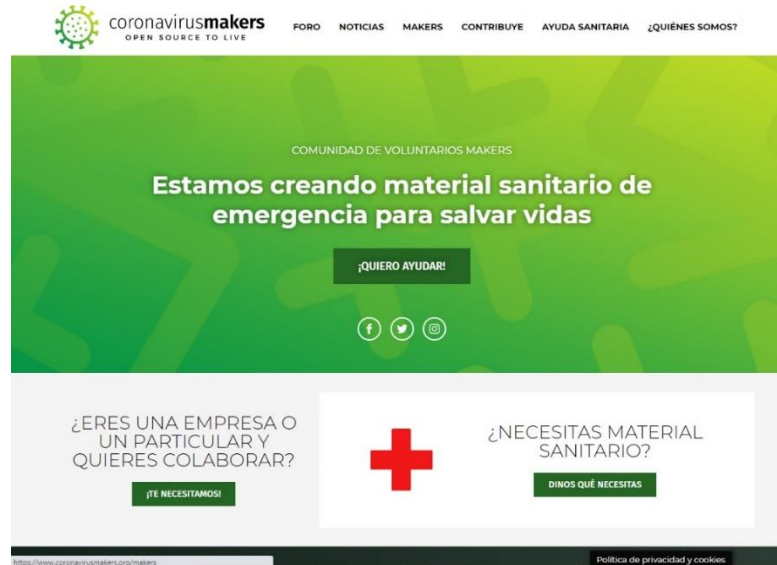 coronavirusmakers
OPEN SOURCE TO LIVE
FORO NOTICIAS MAKERS CONTRIBUYE AYUDA SANITARIA ¿QUIÉNES SOMOS?
COMUNIDAD DE VOLUNTARIOS MAKERS
Estamos creando material sanitario de
emergencia para salvar vidas
¡QUIERO AYUDAR!
¿ERES UNA EMPRESA O
UN PARTICULAR Y
QUIERES COLABORAR?
¡TE NECESITAMOS!
¿NECESITAS MATERIAL
SANITARIO?
DINOS QUÉ NECESITAS
https://www.coronavirusmakers.org/makers
Política de privacidad y cookies